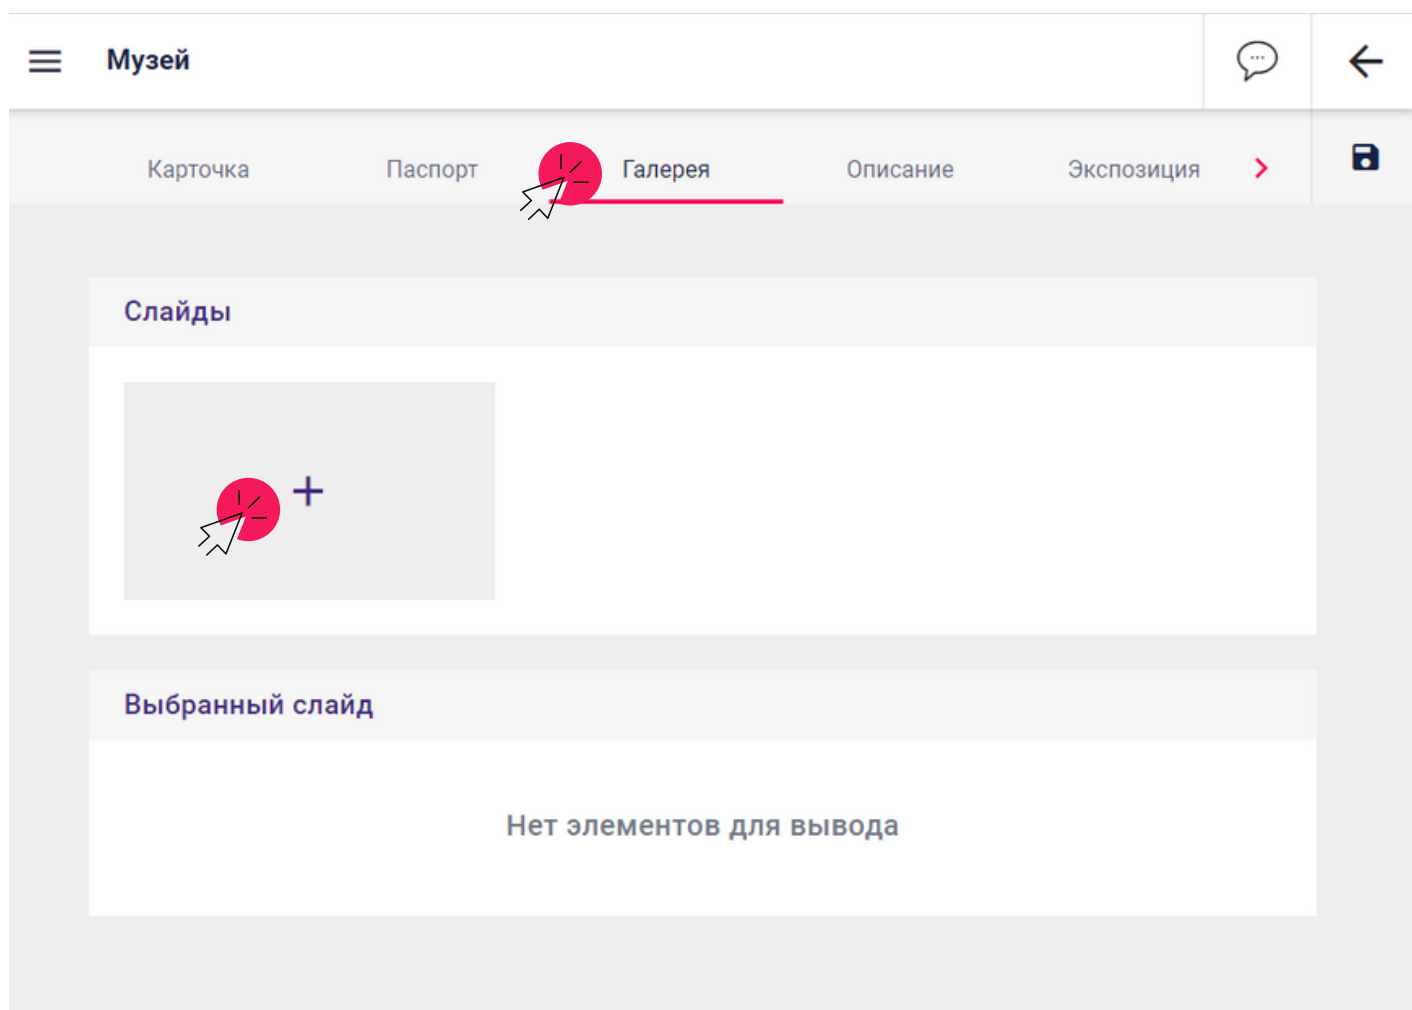 Музей
Карточка Паспорт Галерея Описание Экспозиция
Слайды
Выбранный слайд
Нет элементов для вывода